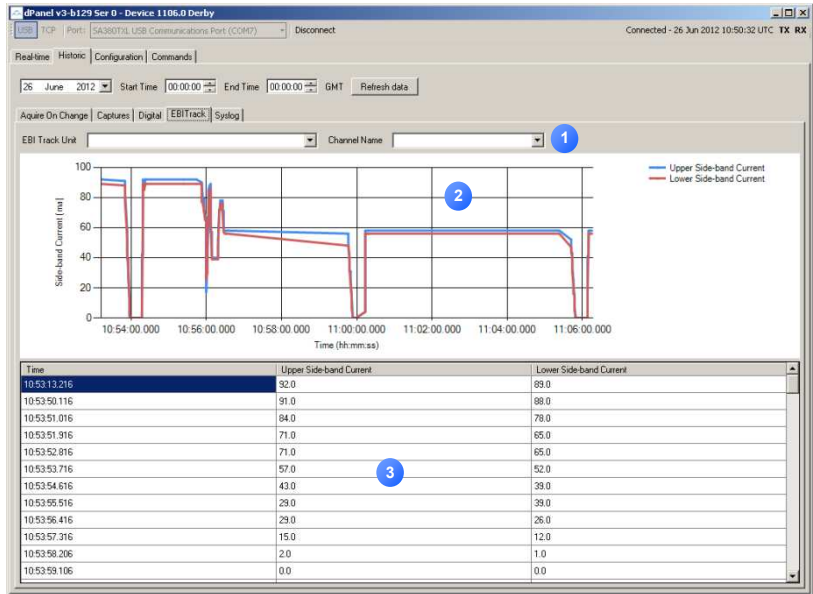 dPanel v3-b129 Ser 0 - Device 1106.0 Derby
USB TCP Port: SA380TXL USB Communications Port (COM7) Disconnect Connected - 26 Jun 2012 10:50:32 UTC TX RX
Real-time Historic Configuration Commands
26 June 2012 Start Time 00:00:00 End Time 00:00:00 GMT Refresh data
Aquire On Change Captures Digital EBITrack Syslog
EBI Track Unit Channel Name 1
100
80
60
40
20
0
Side-band Current [ma]
2
Upper Side-band Current
Lower Side-band Current
10:54:00.000 10:56:00.000 10:58:00.000 11:00:00.000 11:02:00.000 11:04:00.000 11:06:00.000
Time (hh:mm:ss)
Time Upper Side-band Current Lower Side-band Current
10:53:13.216 92.0 89.0
10:53:50.116 91.0 88.0
10:53:51.016 84.0 78.0
10:53:51.916 71.0 65.0
10:53:52.816 71.0 65.0
10:53:53.716 57.0 52.0
3
10:53:54.616 43.0 39.0
10:53:55.516 29.0 39.0
10:53:56.416 29.0 26.0
10:53:57.316 15.0 12.0
10:53:58.206 2.0 1.0
10:53:59.106 0.0 0.0